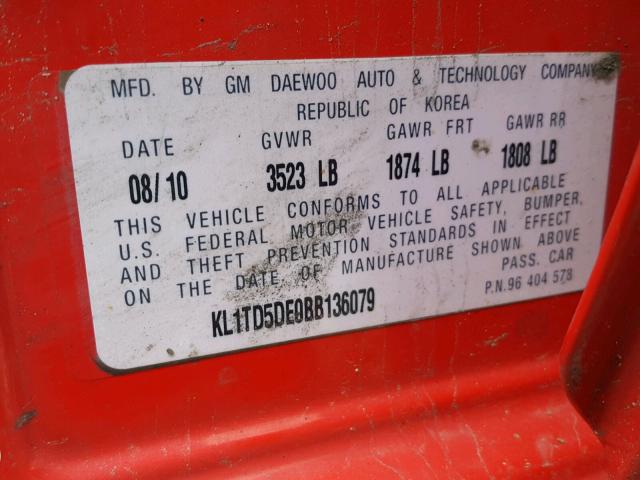 MFD. BY GM DAEWOO AUTO & TECHNOLOGY COMPANY
REPUBLIC OF KOREA
DATE GVWR GAWR FRT GAWR RR
08/10 3523 LB 1874 LB 1808 LB
THIS VEHICLE CONFORMS TO ALL APPLICABLE
U.S. FEDERAL MOTOR VEHICLE SAFETY, BUMPER,
AND THEFT PREVENTION STANDARDS IN EFFECT
ON THE DATE OF MANUFACTURE SHOWN ABOVE
PASS. CAR
KL1TD5DE0BB136079
P.N.96 404 578